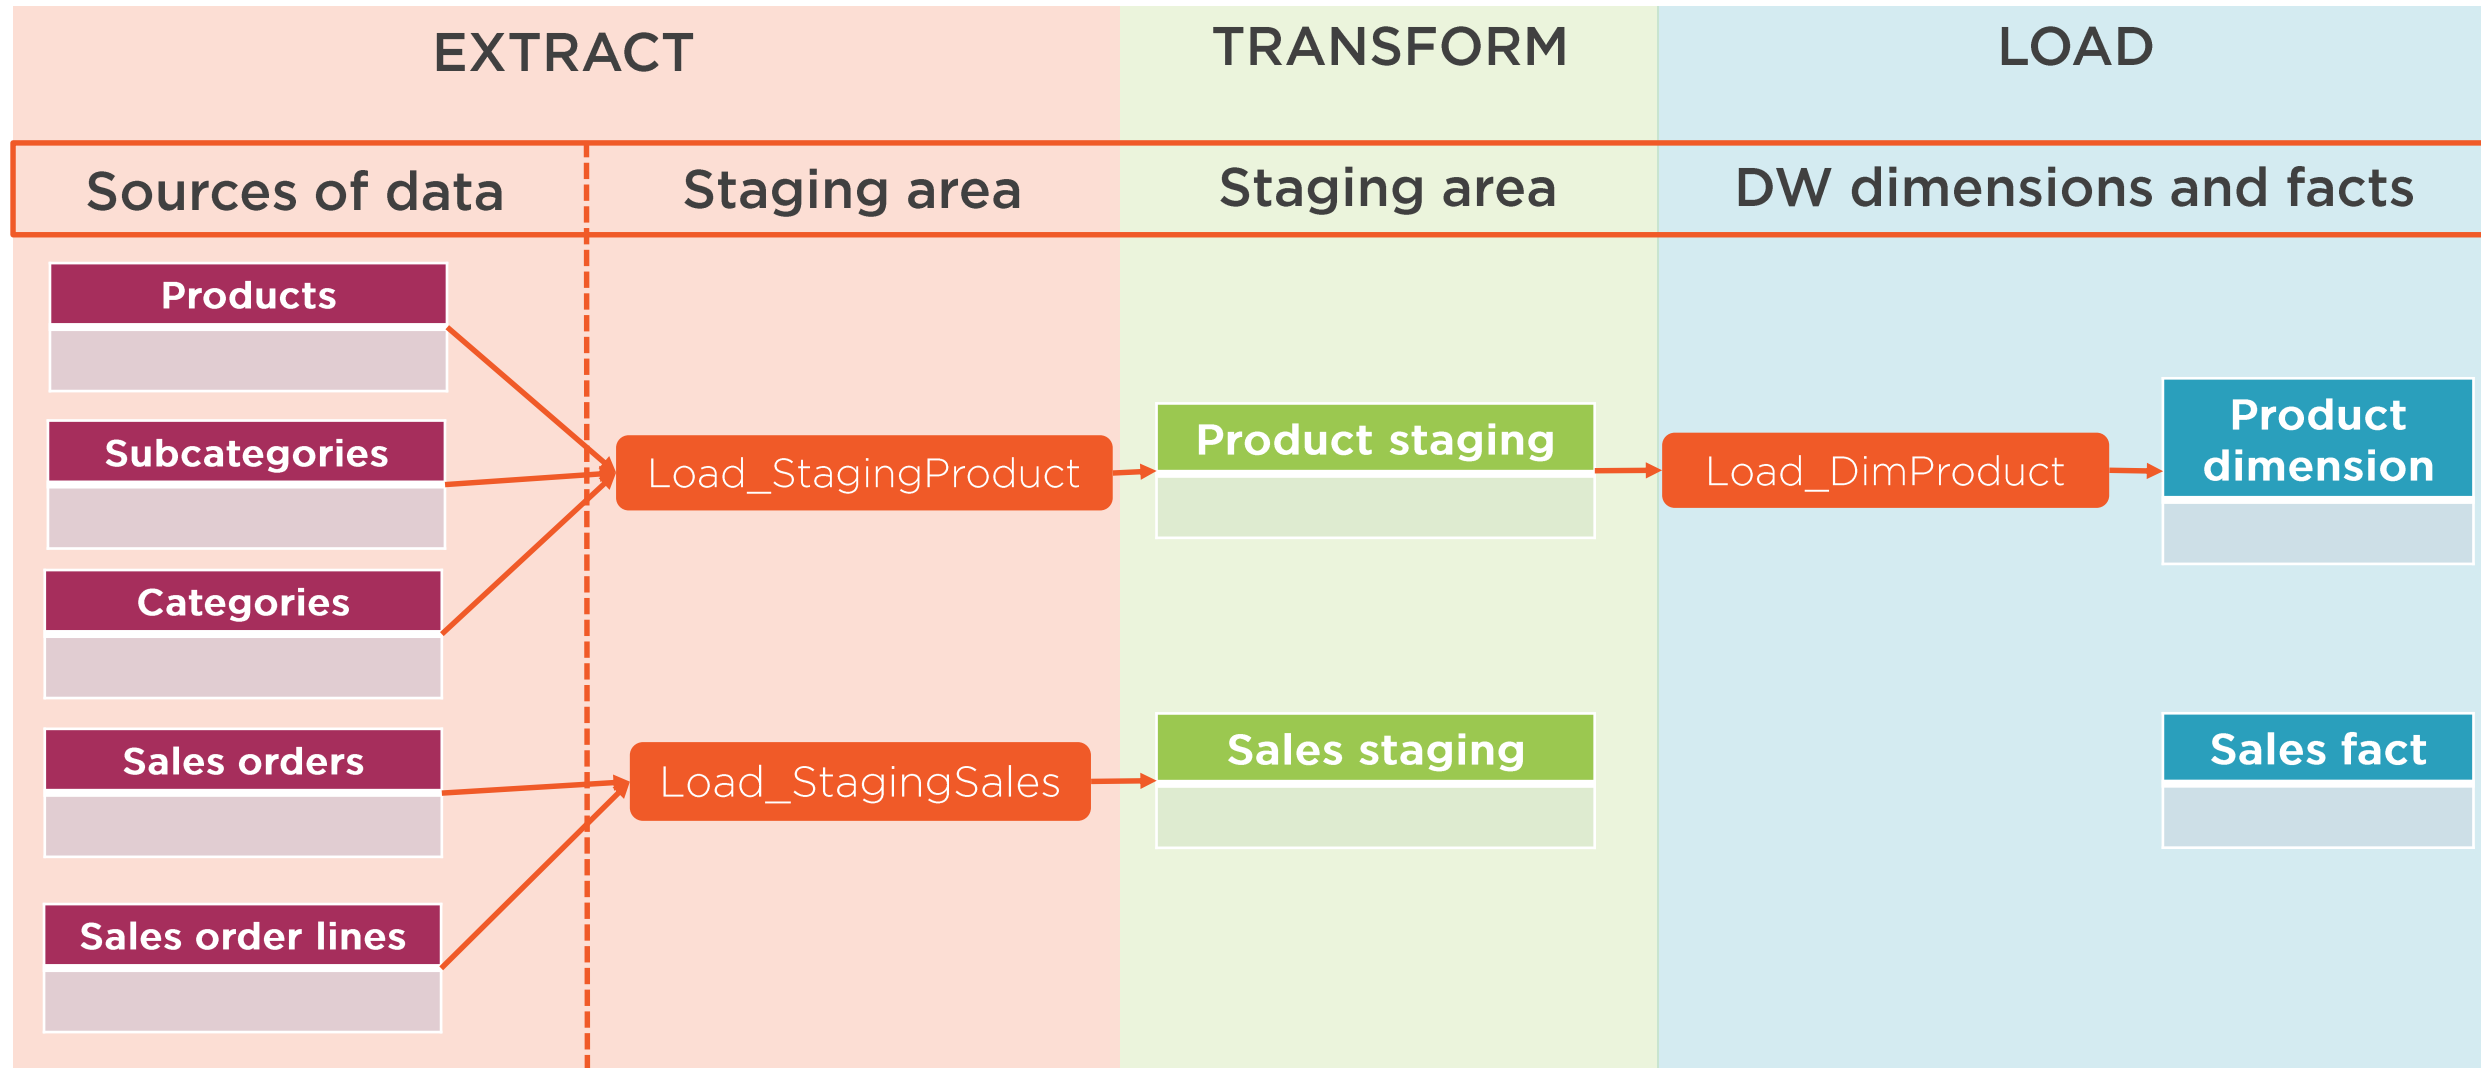 EXTRACT
TRANSFORM
LOAD
Sources of data
Staging area
Staging area
DW dimensions and facts
Products
Subcategories
Categories
Sales orders
Sales order lines
Load_StagingProduct
Load_StagingSales
Product staging
Sales staging
Load_DimProduct
Product
dimension
Sales fact